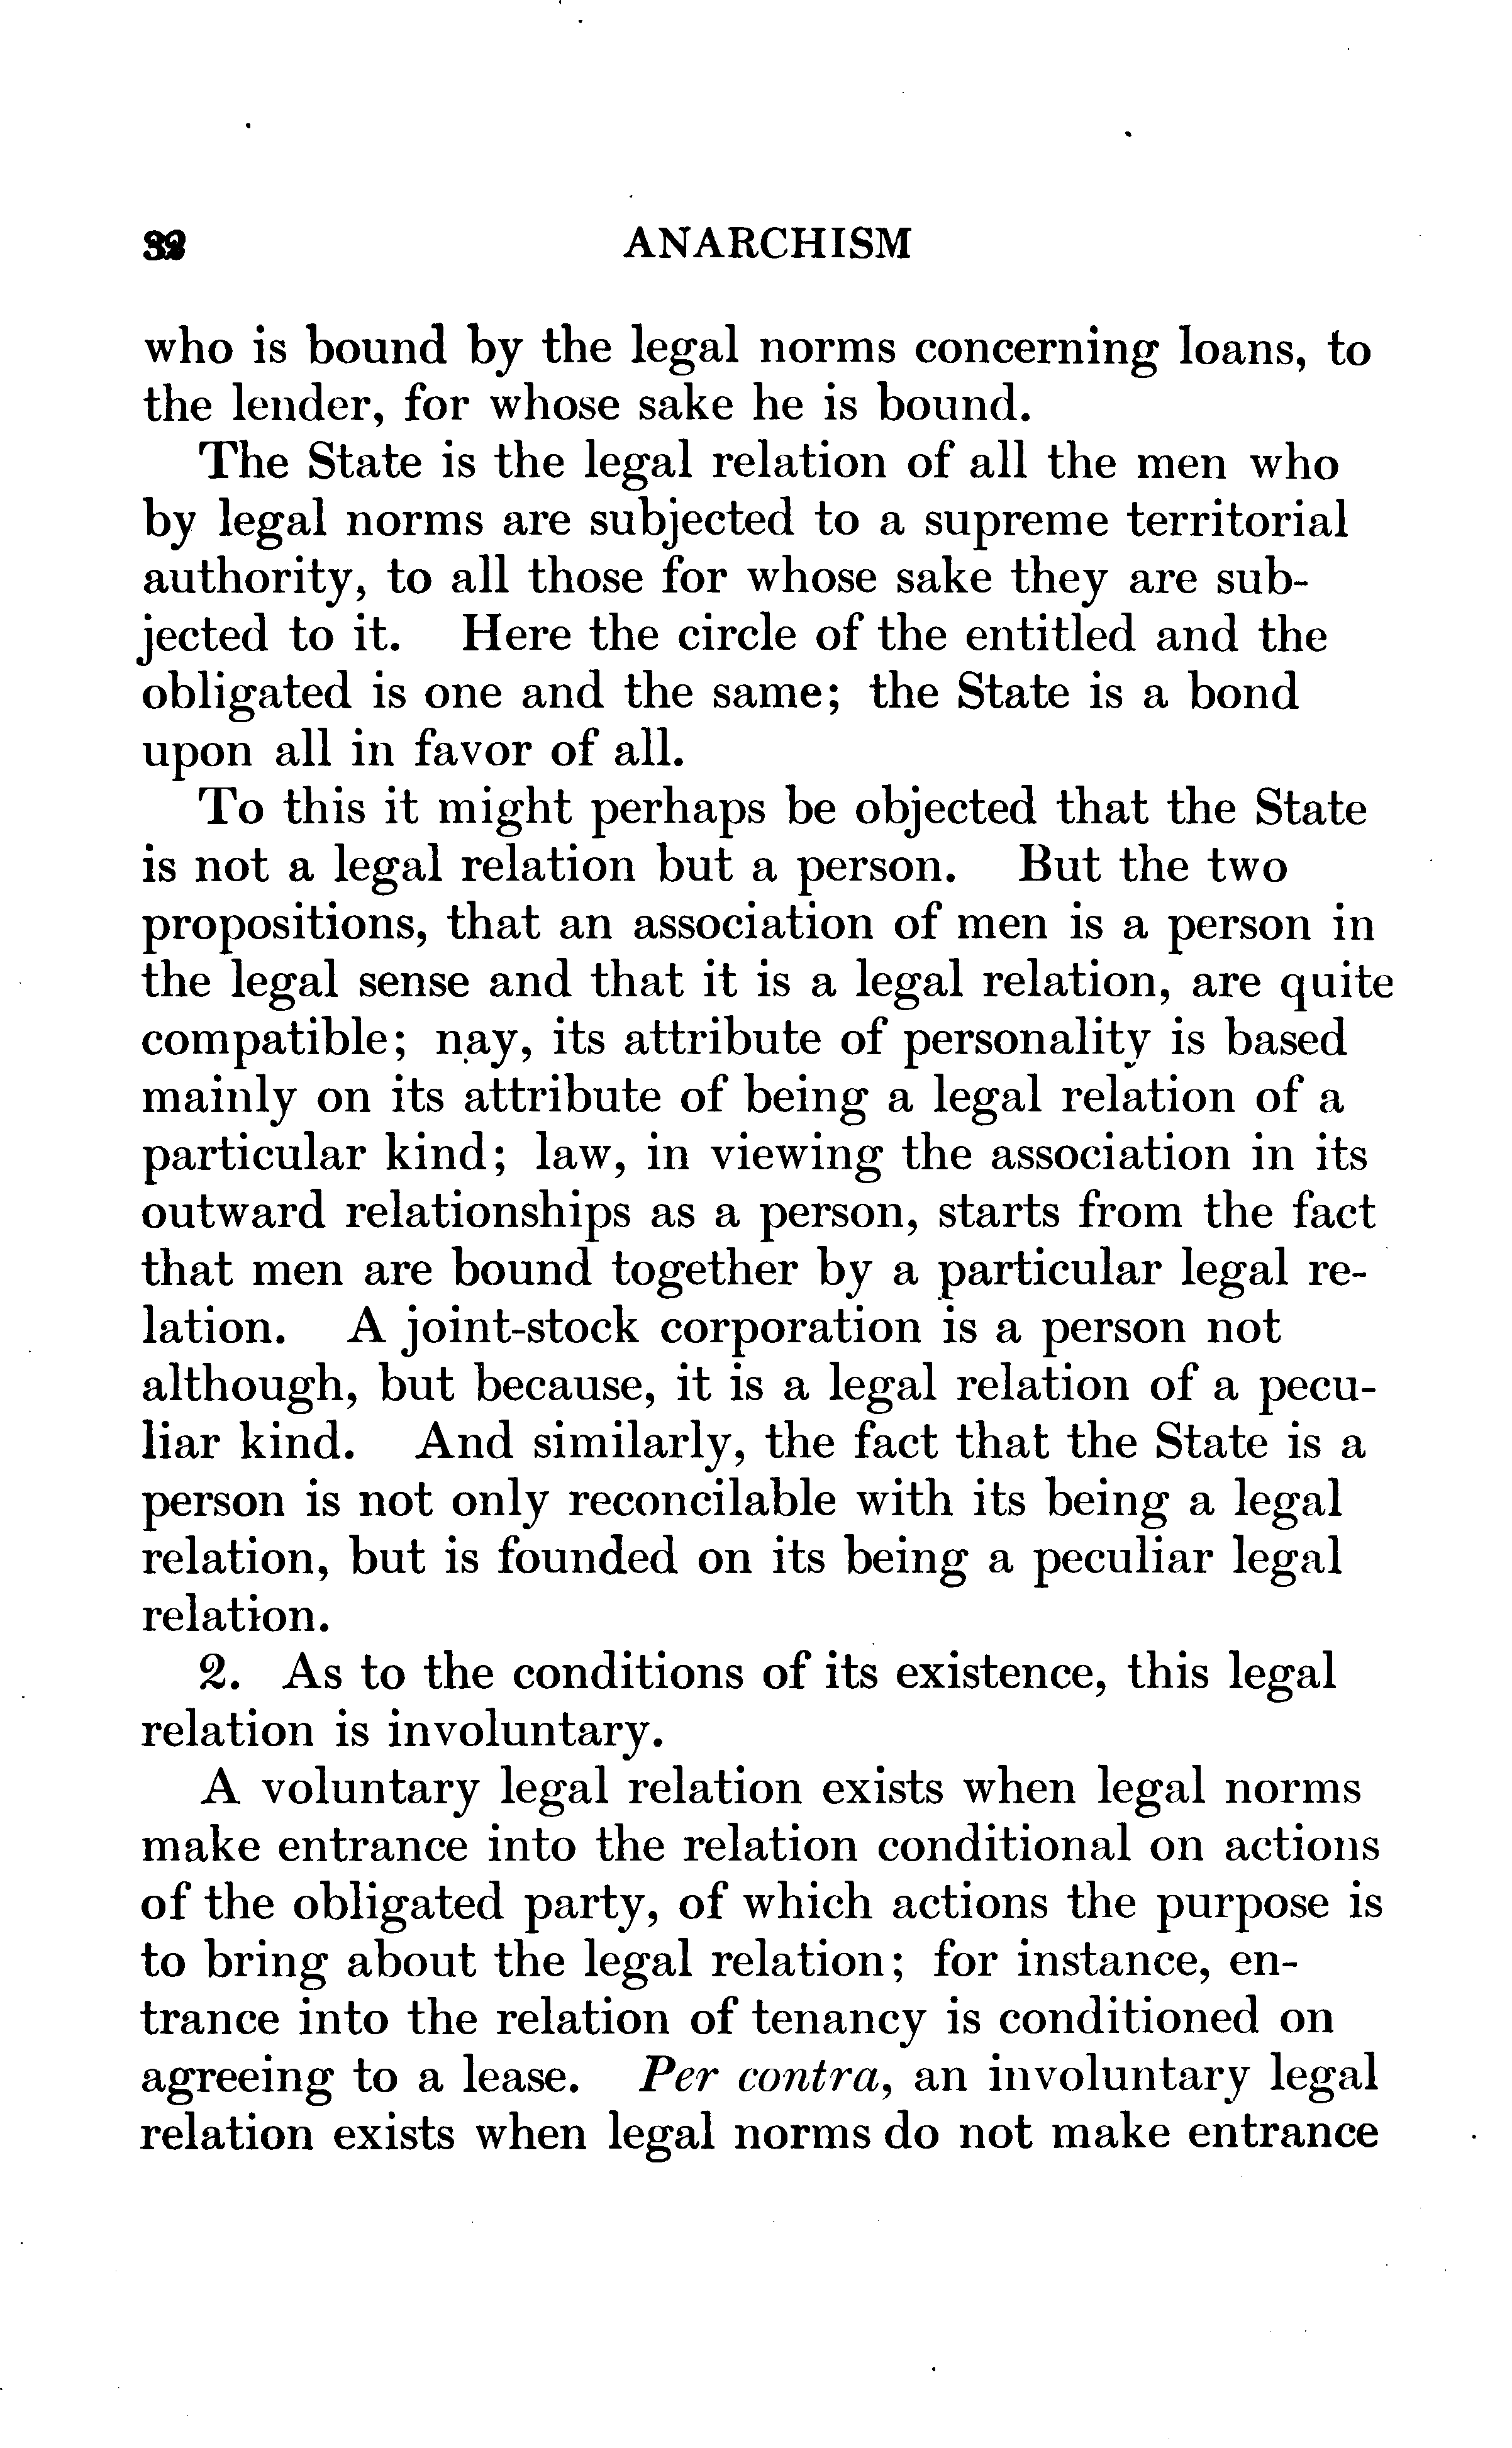 32 ANARCHISM
who is bound by the legal norms concerning loans, to
the lender, for whose sake he is bound.
The State is the legal relation of all the men who
by legal norms are subjected to a supreme territorial
authority, to all those for whose sake they are sub-
jected to it. Here the circle of the entitled and the
obligated is one and the same; the State is a bond
upon all in favor of all.
To this it might perhaps be objected that the State
is not a legal relation but a person. But the two
propositions, that an association of men is a person in
the legal sense and that it is a legal relation, are quite
compatible; nay, its attribute of personality is based
mainly on its attribute of being a legal relation of a
particular kind; law, in viewing the association in its
outward relationships as a person, starts from the fact
that men are bound together by a particular legal re-
lation. A joint-stock corporation is a person not
although, but because, it is a legal relation of a pecu-
liar kind. And similarly, the fact that the State is a
person is not only reconcilable with its being a legal
relation, but is founded on its being a peculiar legal
relation.
2. As to the conditions of its existence, this legal
relation is involuntary.
A voluntary legal relation exists when legal norms
make entrance into the relation conditional on actions
of the obligated party, of which actions the purpose is
to bring about the legal relation; for instance, en-
trance into the relation of tenancy is conditioned on
agreeing to a lease. Per contra, an involuntary legal
relation exists when legal norms do not make entrance